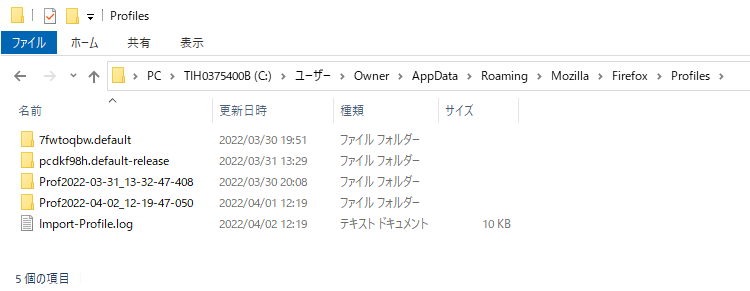 Profiles
ファイル ホーム 共有 表示
PC TIH0375400B (C:) ユーザー Owner AppData Roaming Mozilla Firefox Profiles
名前 更新日時 種類 サイズ
7fwtoqbw.default 2022/03/30 19:51 ファイル フォルダー
pcdkf98h.default-release 2022/03/31 13:29 ファイル フォルダー
Prof2022-03-31_13-32-47-408 2022/03/30 20:08 ファイル フォルダー
Prof2022-04-02_12-19-47-050 2022/04/01 12:19 ファイル フォルダー
Import-Profile.log 2022/04/02 12:19 テキスト ドキュメント 10 KB
5 個の項目